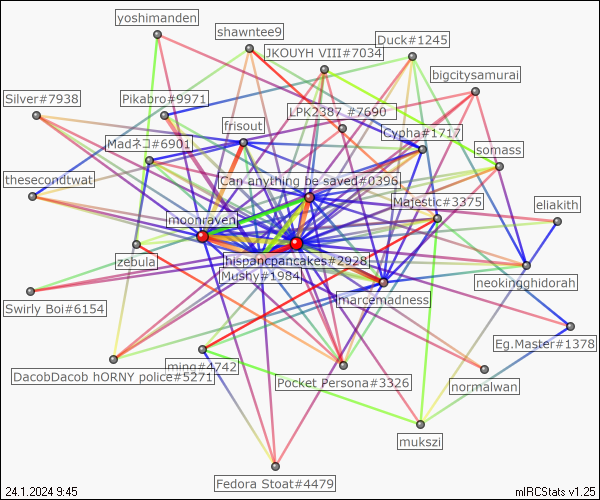 yoshimanden
shawntee9
JKOUYH VIII#7034
Duck#1245
bigcitysamurai
Silver#7938
Pikabro#9971
LPK2387 #7690
frisout
Cypha#1717
Madネコ#6901
somass
thesecondtwat
Can anything be saved#0396
Majestic#3375
eliakith
moonraven
zebula
hispancpancakes#2928
Mushy#1984
neokingghidorah
marcemadness
Swirly Boi#6154
Eg.Master#1378
ming#4742
DacobDacob hORNY police#5271
Pocket Persona#3326
normalwan
mukszi
Fedora Stoat#4479
24.1.2024 9:45
mIRCStats v1.25